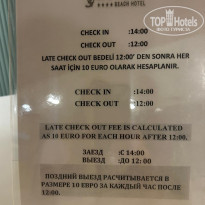 TOP Hotels
★★★★ BEACH HOTEL
CHECK IN :14:00
CHECK OUT :12:00
LATE CHECK OUT BEDELİ 12:00' DEN SONRA HER
SAAT İÇİN 10 EURO OLARAK HESAPLANIR.
CHECK IN :14:00
CHECK OUT :12:00
LATE CHECK OUT FEE IS CALCULATED
AS 10 EURO FOR EACH HOUR AFTER 12:00.
ЗАЕЗД :С 14:00
ВЫЕЗД :ДО 12:00
ПОЗДНИЙ ВЫЕЗД РАСЧИТЫВАЕТСЯ В
РАЗМЕРЕ 10 ЕВРО ЗА КАЖДЫЙ ЧАС ПОСЛЕ
12:00.